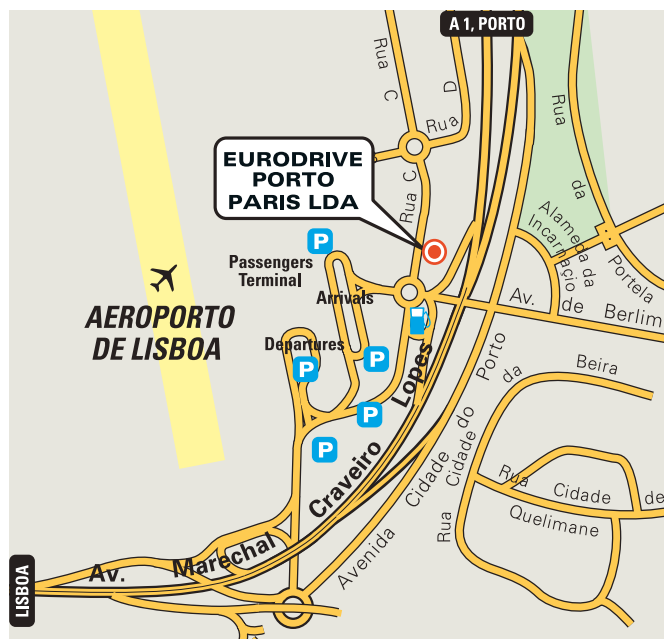 A 1, PORTO
Rua C
Rua D
EURODRIVE
PORTO
PARIS LDA
Rua C
Rua da Portela
Alameda da
Incarnaçio
P
Passengers
Terminal
Arrivals
AEROPORTO
DE LISBOA
Departures
P
P
P
P
Av. de Berlim
Av. Marechal Craveiro Lopes
Avenida Cidade do Porto
Rua Cidade da Beira
Rua Cidade de
Quelimane
LISBOA